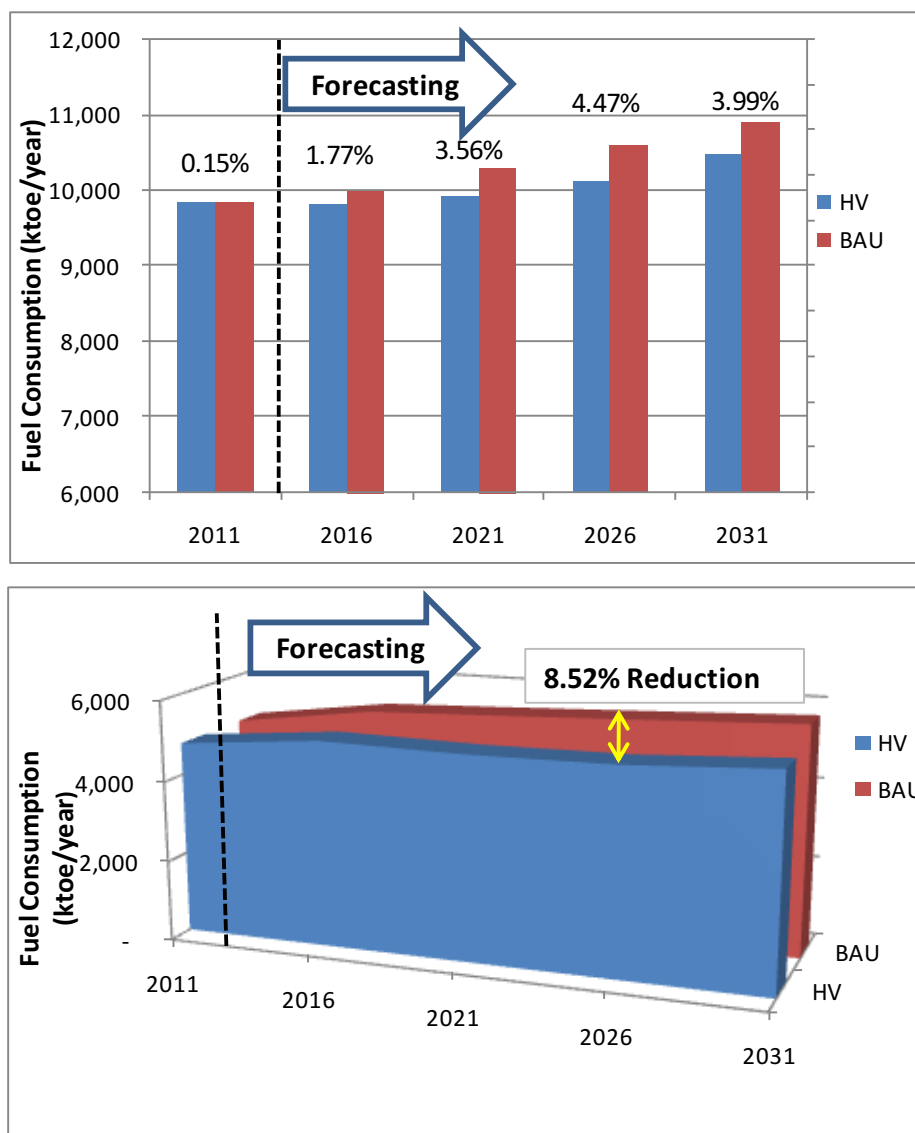 12,000
11,000
10,000
9,000
8,000
7,000
6,000
Fuel Consumption (ktoe/year)
Forecasting
0.15%
1.77%
3.56%
4.47%
3.99%
HV
BAU
2011 2016 2021 2026 2031
Forecasting
8.52% Reduction
6,000
4,000
2,000
-
Fuel Consumption
(ktoe/year)
HV
BAU
BAU
HV
2011 2016 2021 2026 2031